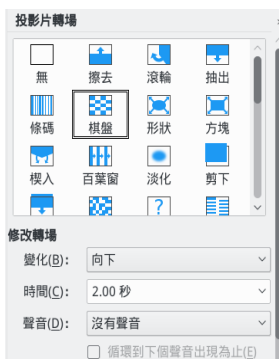 投影片轉場
無 擦去 滾輪 抽出
條碼 棋盤 形狀 方塊
楔入 百葉窗 淡化 剪下
?
修改轉場
變化(B): 向下
時間(C): 2.00 秒
聲音(D): 沒有聲音
循環到下個聲音出現為止(E)